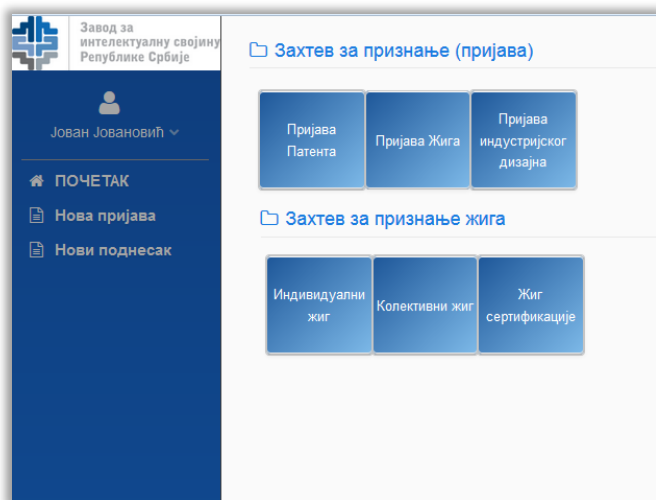 Завод за
интелектуалну својину
Републике Србије
Јован Јовановић
ПОЧЕТАК
Нова пријава
Нови поднесак
Захтев за признање (пријава)
Пријава
Патента
Пријава Жига
Пријава
индустријског
дизајна
Захтев за признање жига
Индивидуални
жиг
Колективни жиг
Жиг
сертификације